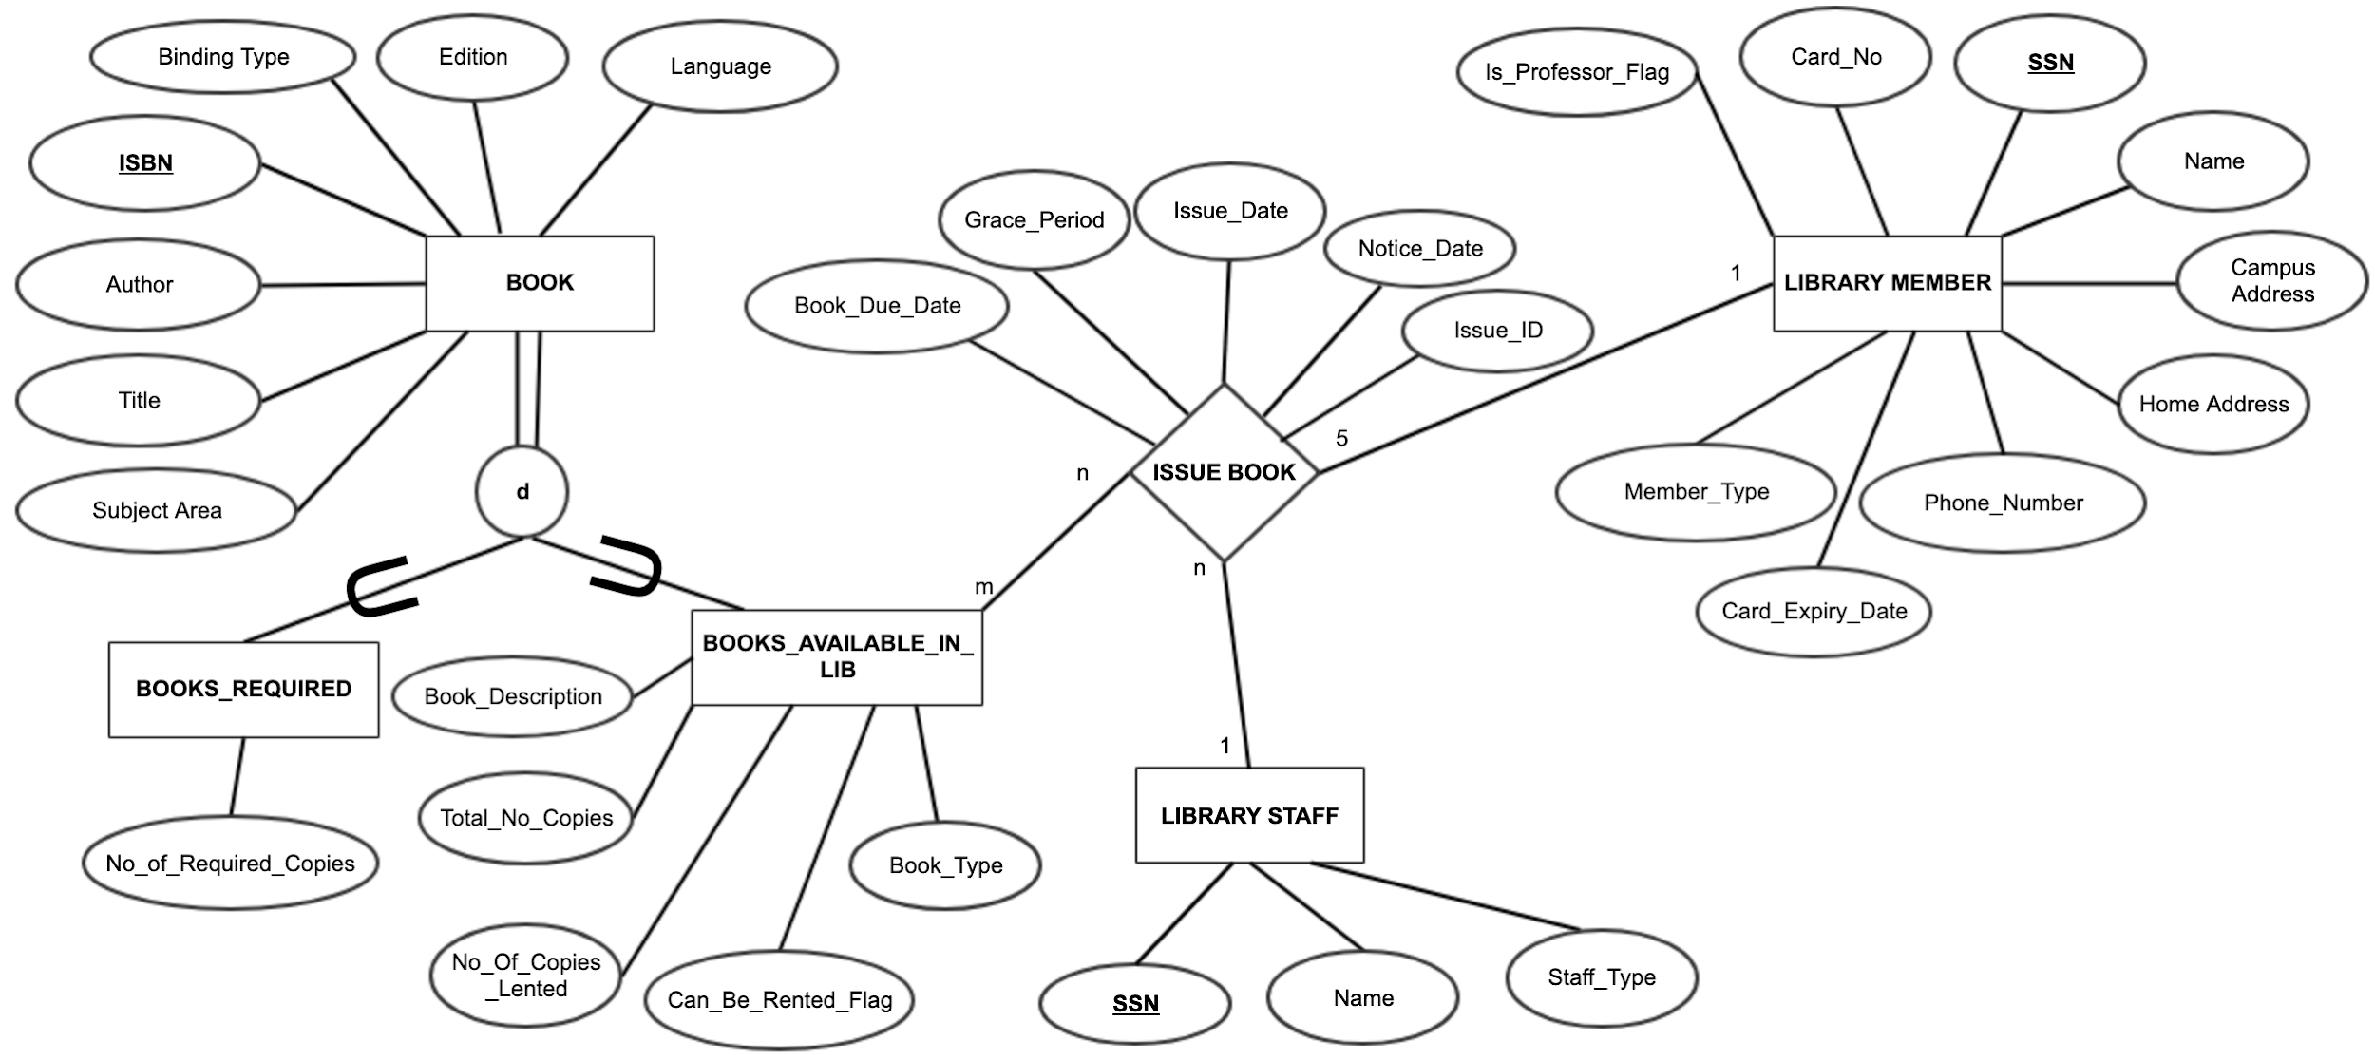 Binding Type
Edition
Language
ISBN
Author
Title
Subject Area
BOOK
d
BOOKS_REQUIRED
No_of_Required_Copies
BOOKS_AVAILABLE_IN_
LIB
Book_Description
Total_No_Copies
No_Of_Copies
_Lented
Can_Be_Rented_Flag
Book_Type
m
n
Book_Due_Date
Grace_Period
Issue_Date
Notice_Date
Issue_ID
ISSUE BOOK
5
1
n
1
LIBRARY STAFF
SSN
Name
Staff_Type
Is_Professor_Flag
Card_No
SSN
Name
Campus
Address
Home Address
LIBRARY MEMBER
Member_Type
Phone_Number
Card_Expiry_Date